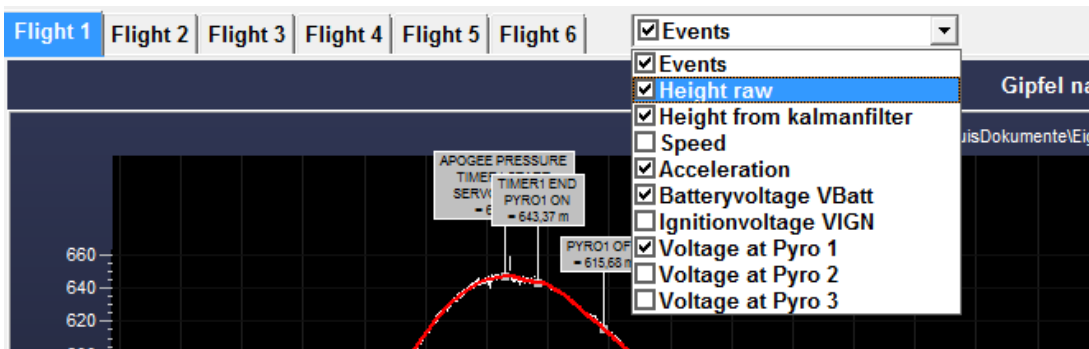 Flight 1 Flight 2 Flight 3 Flight 4 Flight 5 Flight 6
Events
Events
Height raw
Height from kalmanfilter
Speed
Acceleration
Batteryvoltage VBatt
Ignitionvoltage VIGN
Voltage at Pyro 1
Voltage at Pyro 2
Voltage at Pyro 3
Gipfel
APOGEE PRESSURE
TIMER1 END
PYRO1 ON
= 643,37 m
PYRO1
= 615,68
660
640
620